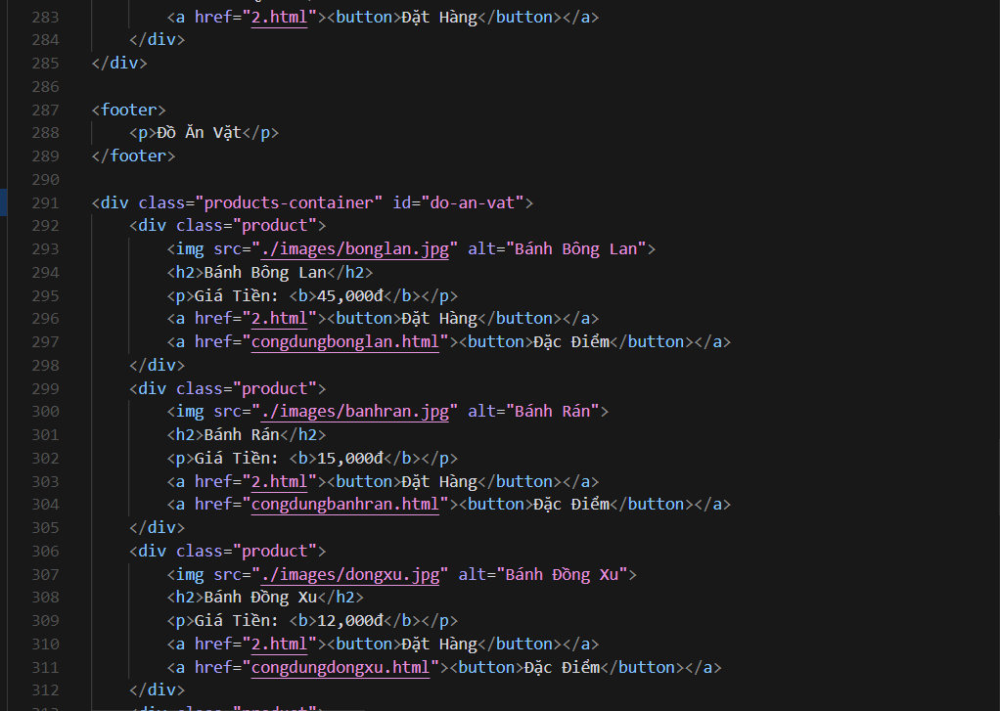 283 <a href="2.html"><button>Đặt Hàng</button></a>
284 </div>
285 </div>
286
287 <footer>
288 <p>Đồ Ăn Vặt</p>
289 </footer>
290
291 <div class="products-container" id="do-an-vat">
292 <div class="product">
293 <img src="./images/bonglan.jpg" alt="Bánh Bông Lan">
294 <h2>Bánh Bông Lan</h2>
295 <p>Giá Tiền: <b>45,000đ</b></p>
296 <a href="2.html"><button>Đặt Hàng</button></a>
297 <a href="congdungbonglan.html"><button>Đặc Điểm</button></a>
298 </div>
299 <div class="product">
300 <img src="./images/banhran.jpg" alt="Bánh Rán">
301 <h2>Bánh Rán</h2>
302 <p>Giá Tiền: <b>15,000đ</b></p>
303 <a href="2.html"><button>Đặt Hàng</button></a>
304 <a href="congdungbanhran.html"><button>Đặc Điểm</button></a>
305 </div>
306 <div class="product">
307 <img src="./images/dongxu.jpg" alt="Bánh Đồng Xu">
308 <h2>Bánh Đồng Xu</h2>
309 <p>Giá Tiền: <b>12,000đ</b></p>
310 <a href="2.html"><button>Đặt Hàng</button></a>
311 <a href="congdungdongxu.html"><button>Đặc Điểm</button></a>
312 </div>
313 <div class="product">